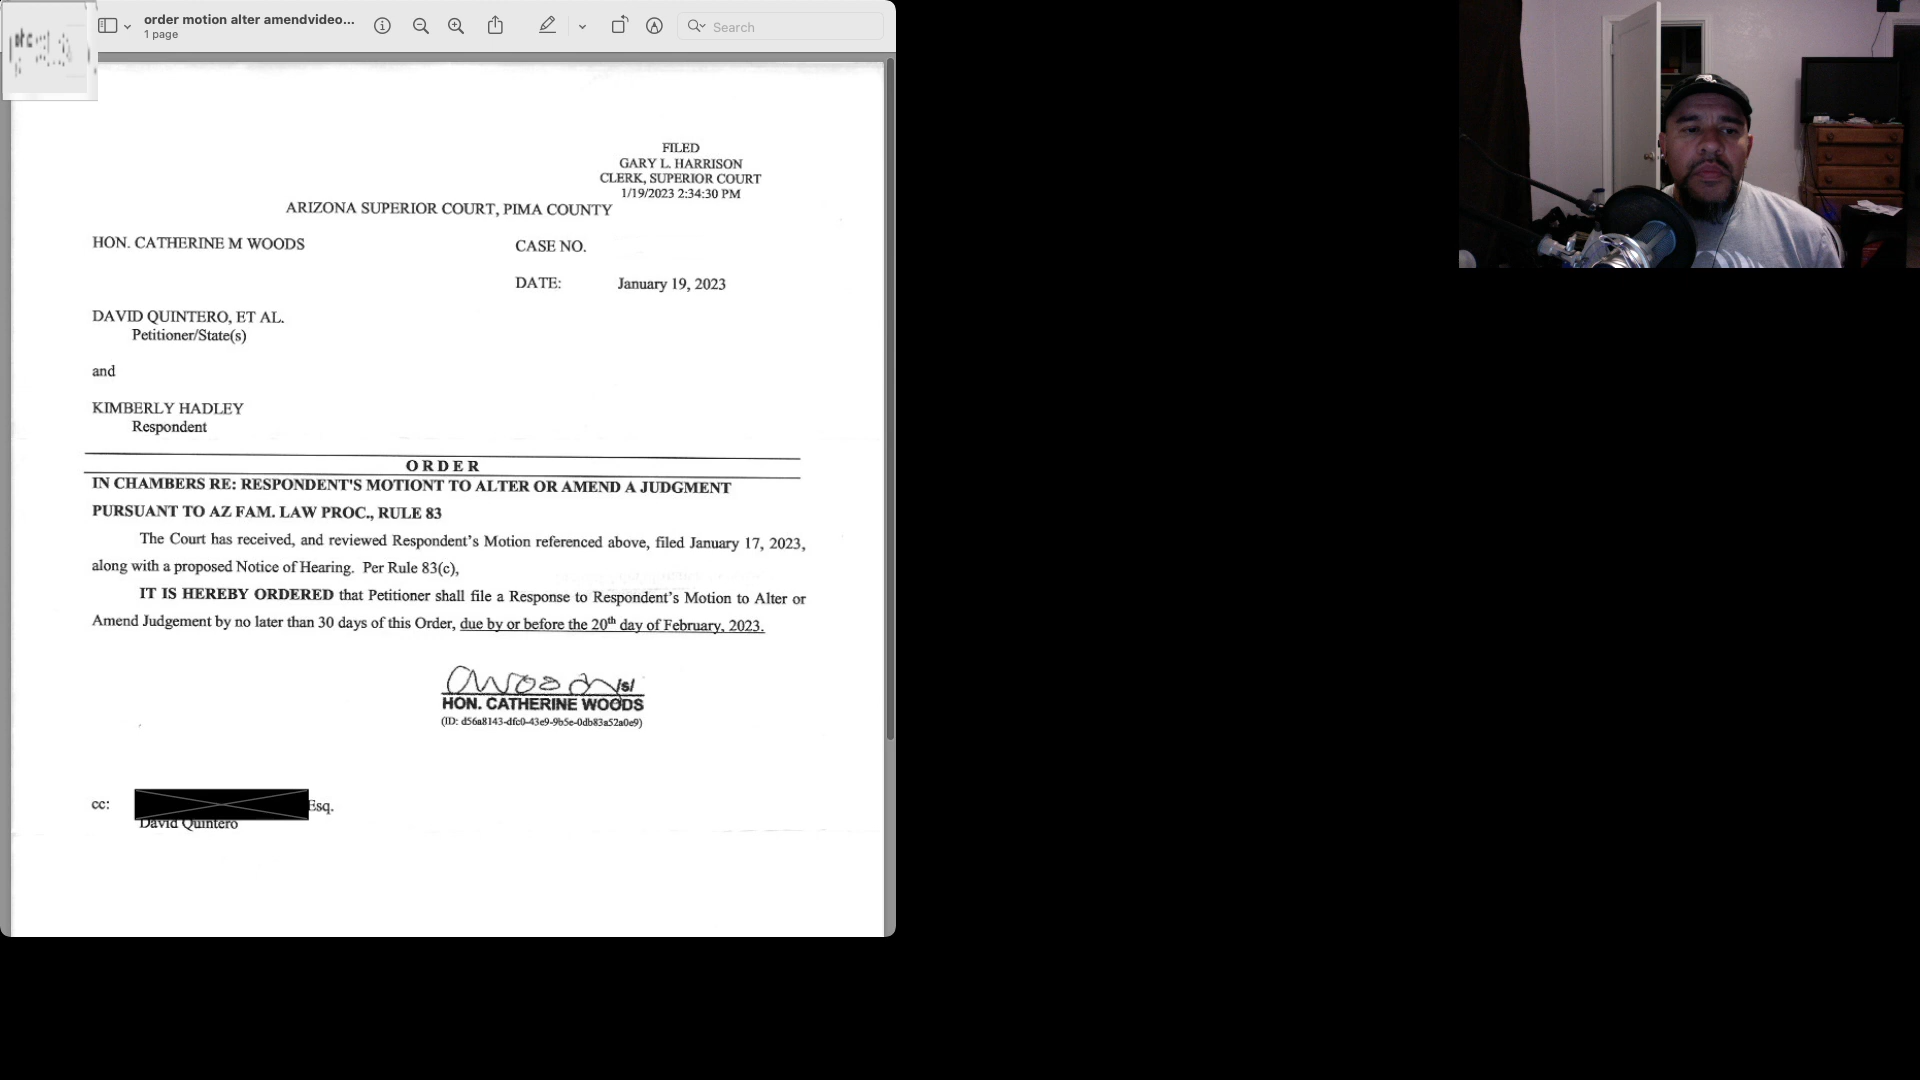 order motion alter amendvideo...
1 page
Search
FILED
GARY L. HARRISON
CLERK, SUPERIOR COURT
1/19/2023 2:34:30 PM
ARIZONA SUPERIOR COURT, PIMA COUNTY
HON. CATHERINE M WOODS
CASE NO.
DATE: January 19, 2023
DAVID QUINTERO, ET AL.
Petitioner/State(s)
and
KIMBERLY HADLEY
Respondent
ORDER
IN CHAMBERS RE: RESPONDENT'S MOTIONT TO ALTER OR AMEND A JUDGMENT
PURSUANT TO AZ FAM. LAW PROC., RULE 83
The Court has received, and reviewed Respondent's Motion referenced above, filed January 17, 2023,
along with a proposed Notice of Hearing. Per Rule 83(c),
IT IS HEREBY ORDERED that Petitioner shall file a Response to Respondent's Motion to Alter or
Amend Judgement by no later than 30 days of this Order, due by or before the 20th day of February, 2023.
CWoods /s/
HON. CATHERINE WOODS
(ID: d56a8143-dfc0-43e9-9b5e-0db83a52a0e9)
cc: Esq.
David Quintero